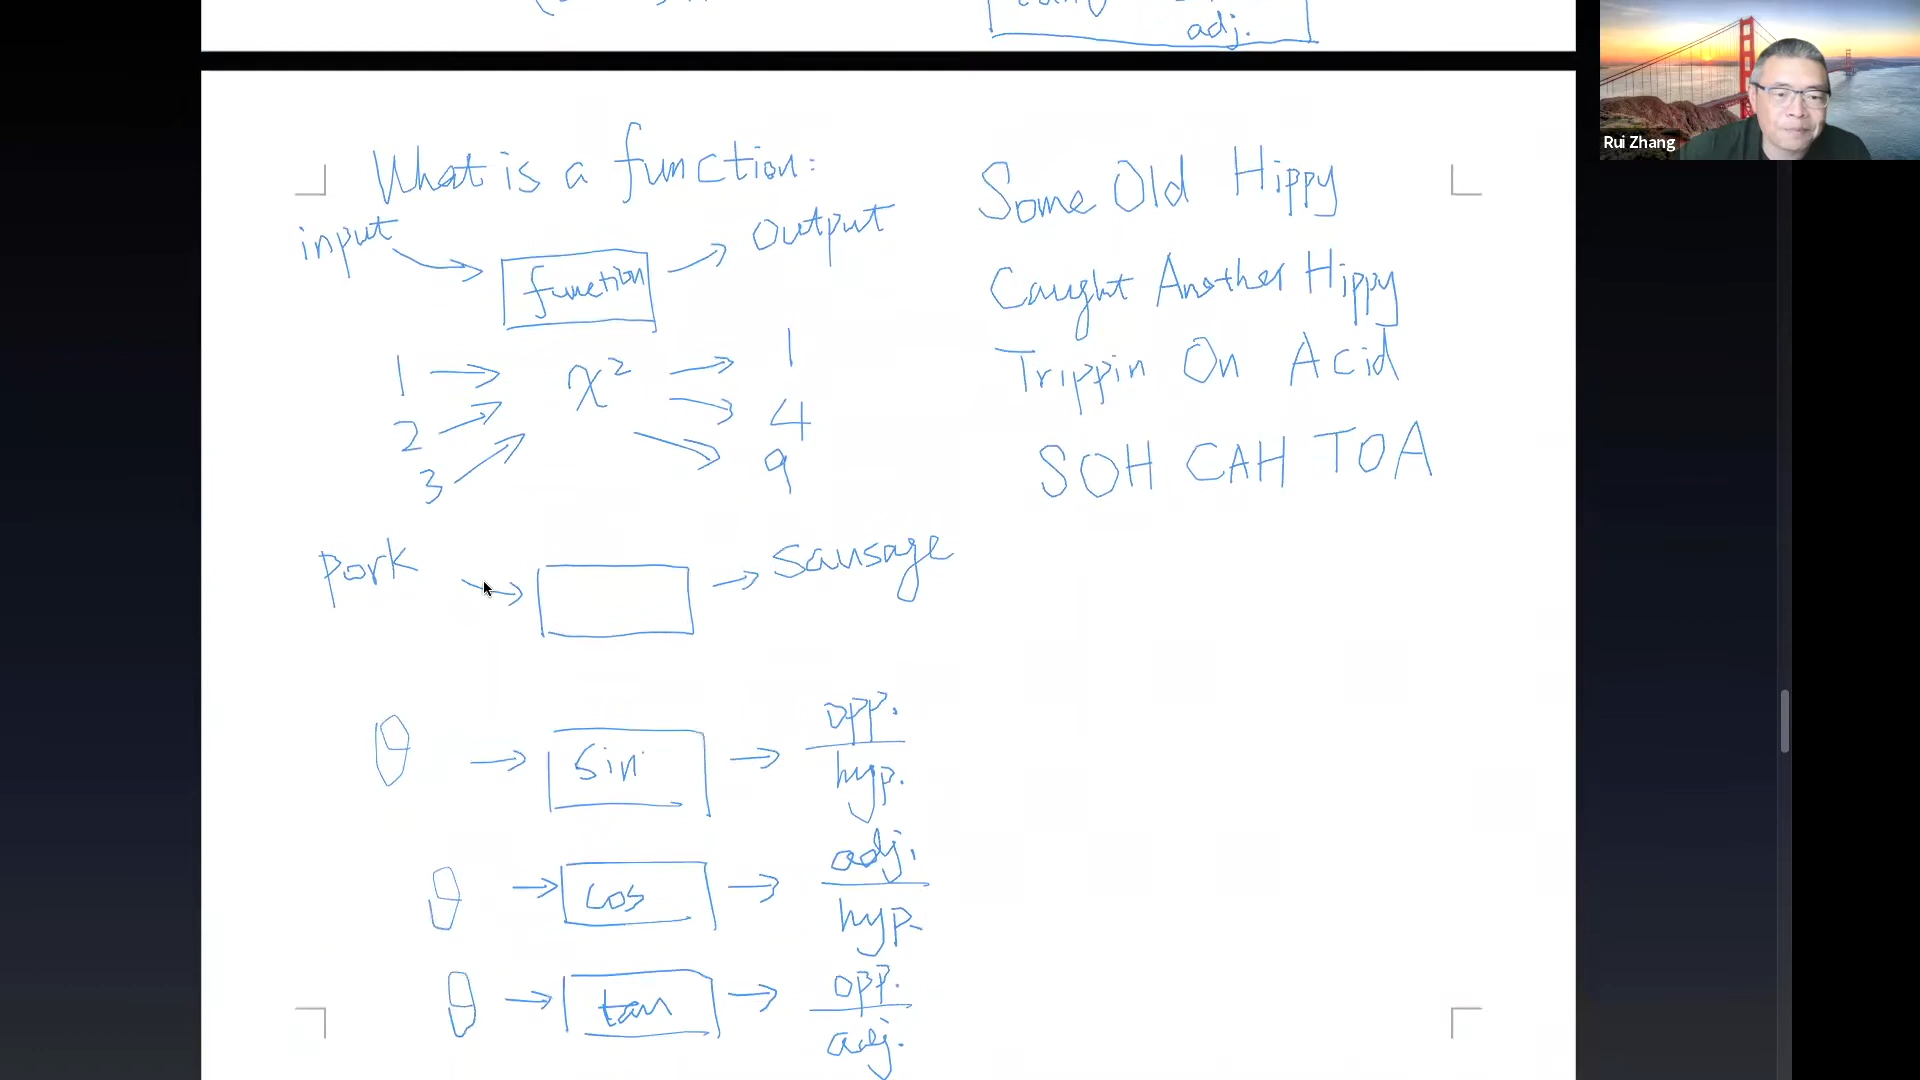 adj.
Rui Zhang
What is a function:
input
function
output
1
x²
1
2
4
3
9
Pork
Sausage
θ
Sin
opp.
hyp.
θ
cos
adj.
hyp.
θ
tan
opp.
adj.
Some Old Hippy
Caught Another Hippy
Trippin On Acid
SOH CAH TOA